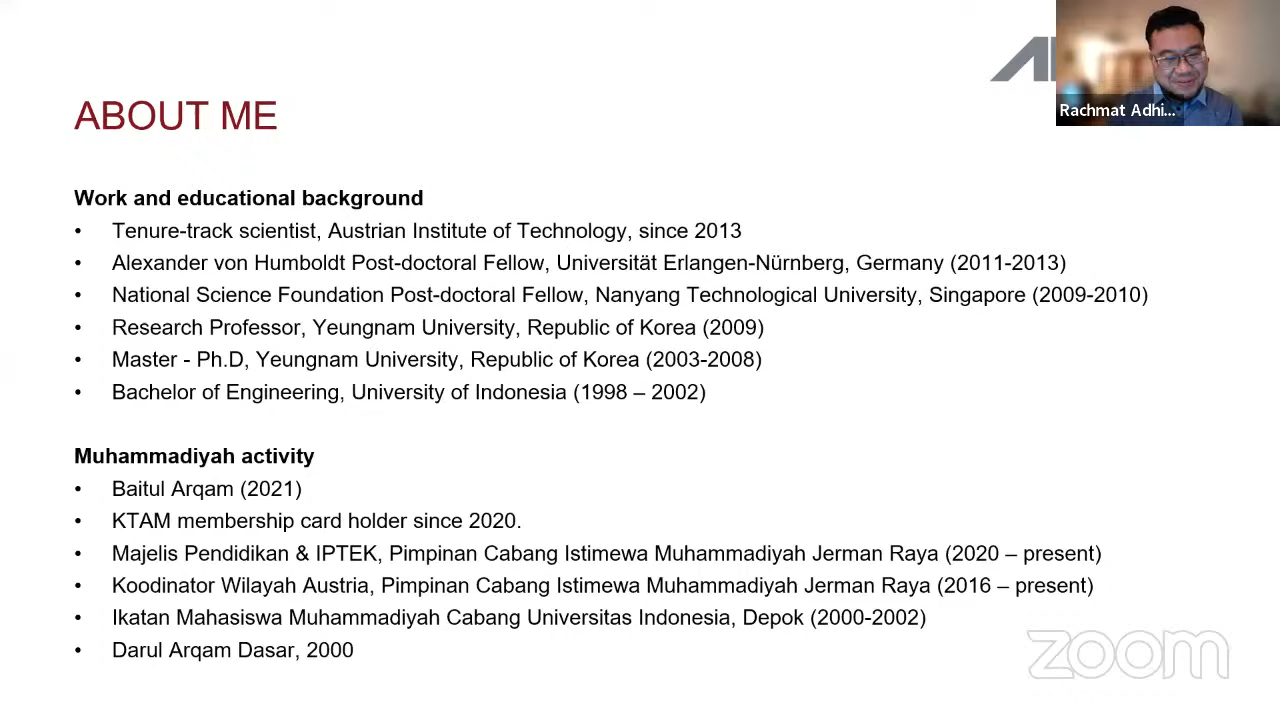 ABOUT ME
Rachmat Adhi...
Work and educational background
• Tenure-track scientist, Austrian Institute of Technology, since 2013
• Alexander von Humboldt Post-doctoral Fellow, Universität Erlangen-Nürnberg, Germany (2011-2013)
• National Science Foundation Post-doctoral Fellow, Nanyang Technological University, Singapore (2009-2010)
• Research Professor, Yeungnam University, Republic of Korea (2009)
• Master - Ph.D, Yeungnam University, Republic of Korea (2003-2008)
• Bachelor of Engineering, University of Indonesia (1998 – 2002)
Muhammadiyah activity
• Baitul Arqam (2021)
• KTAM membership card holder since 2020.
• Majelis Pendidikan & IPTEK, Pimpinan Cabang Istimewa Muhammadiyah Jerman Raya (2020 – present)
• Koodinator Wilayah Austria, Pimpinan Cabang Istimewa Muhammadiyah Jerman Raya (2016 – present)
• Ikatan Mahasiswa Muhammadiyah Cabang Universitas Indonesia, Depok (2000-2002)
• Darul Arqam Dasar, 2000
zoom